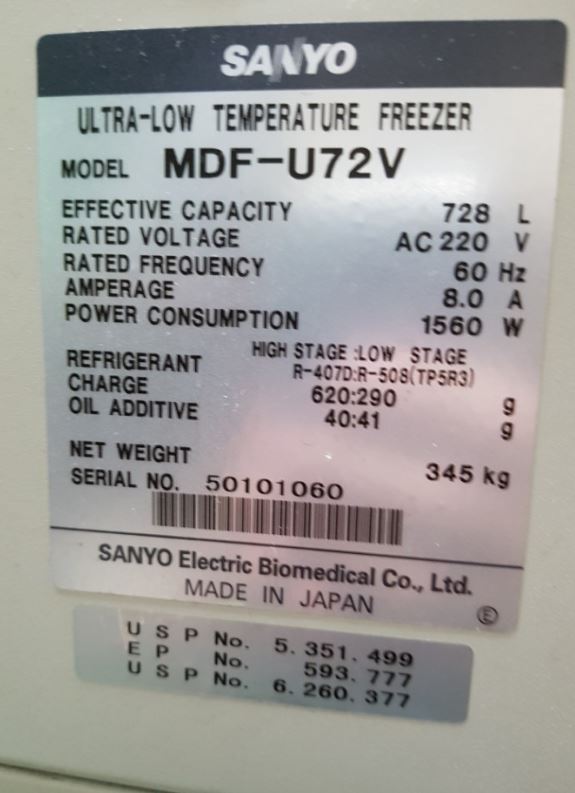 SANYO
ULTRA-LOW TEMPERATURE FREEZER
MODEL MDF-U72V
EFFECTIVE CAPACITY 728 L
RATED VOLTAGE AC 220 V
RATED FREQUENCY 60 Hz
AMPERAGE 8.0 A
POWER CONSUMPTION 1560 W
HIGH STAGE :LOW STAGE
REFRIGERANT R-407D:R-508(TP5R3)
CHARGE 620:290 g
OIL ADDITIVE 40:41 g
NET WEIGHT 345 kg
SERIAL NO. 50101060
SANYO Electric Biomedical Co., Ltd.
MADE IN JAPAN
Ⓔ
U S P No. 5. 351. 499
E P No. 593. 777
U S P No. 6. 260. 377